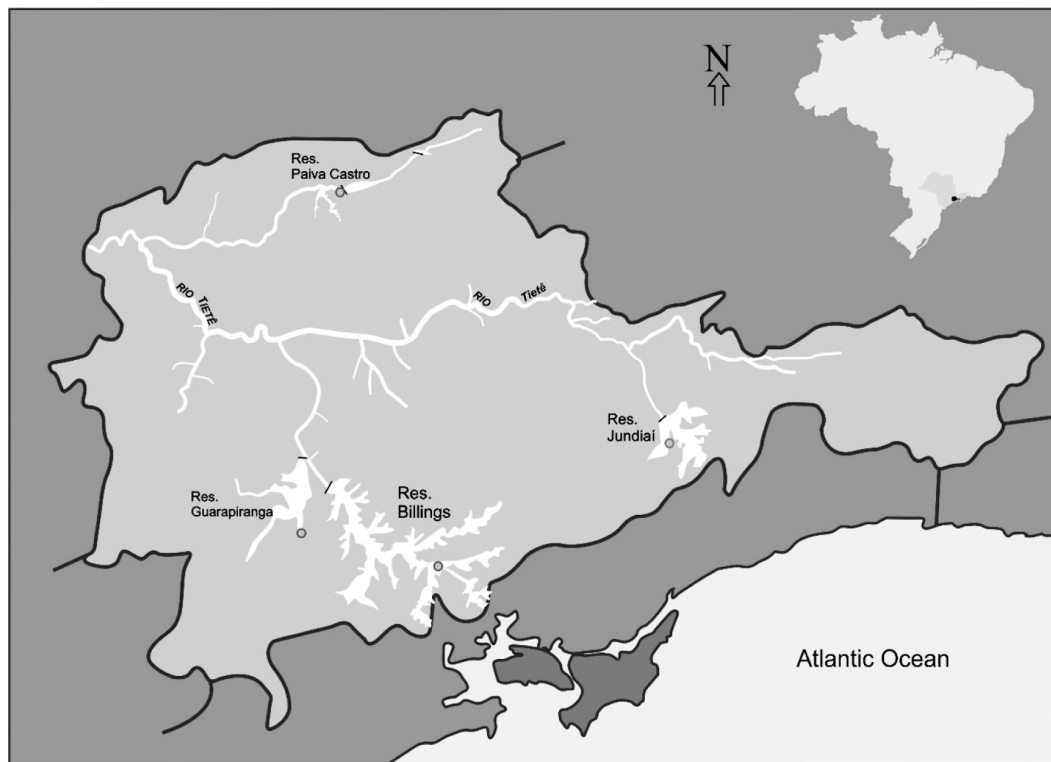 N
Res.
Paiva Castro
RIO
TIETÊ
RIO
Tietê
Res.
Jundiaí
Res.
Guarapiranga
Res.
Billings
Atlantic Ocean